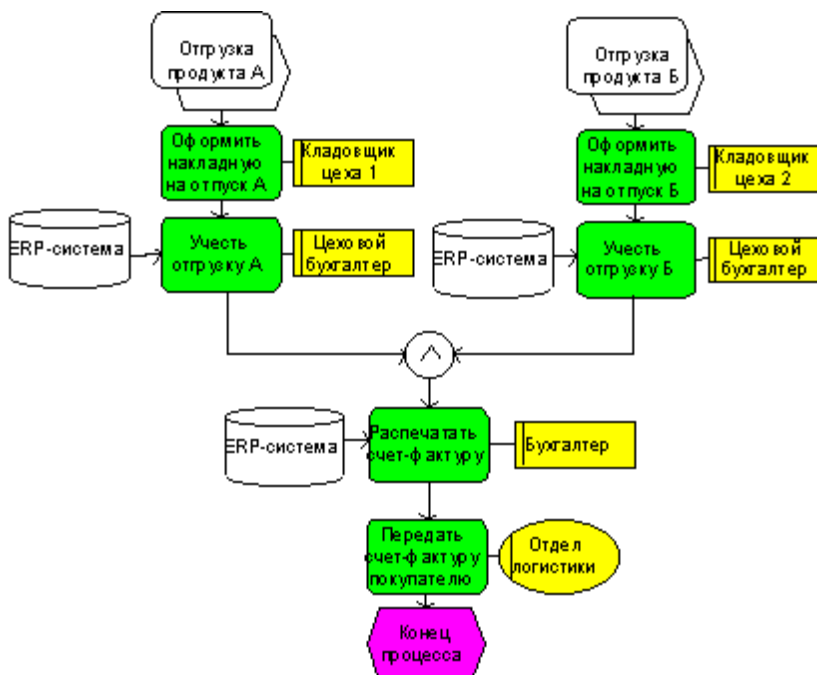 Отгрузка
продукта А
Отгрузка
продукта Б
Оформить
накладную
на отпуск А
Кладовщик
цеха 1
Оформить
накладную
на отпуск Б
Кладовщик
цеха 2
ERP-система
Учесть
отгрузку А
Цеховой
бухгалтер
ERP-система
Учесть
отгрузку Б
Цеховой
бухгалтер
ERP-система
Распечатать
счет-фактуру
Бухгалтер
Передать
счет-фактуру
покупателю
Отдел
логистики
Конец
процесса